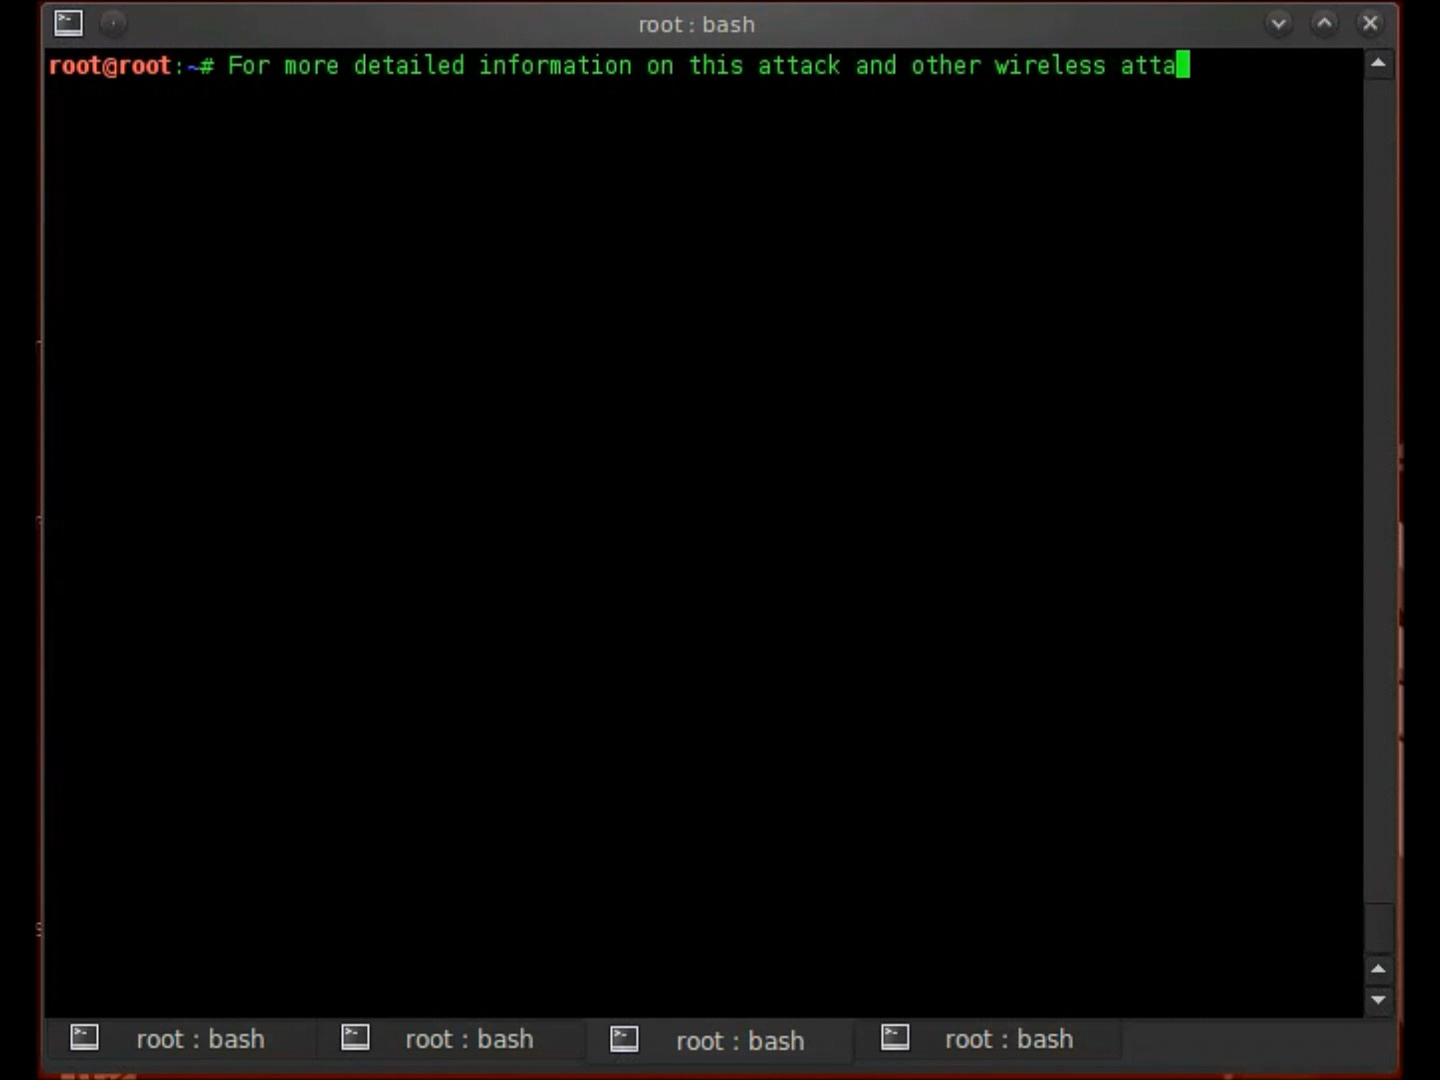 root : bash
root@root:~# For more detailed information on this attack and other wireless atta
root : bash
root : bash
root : bash
root : bash